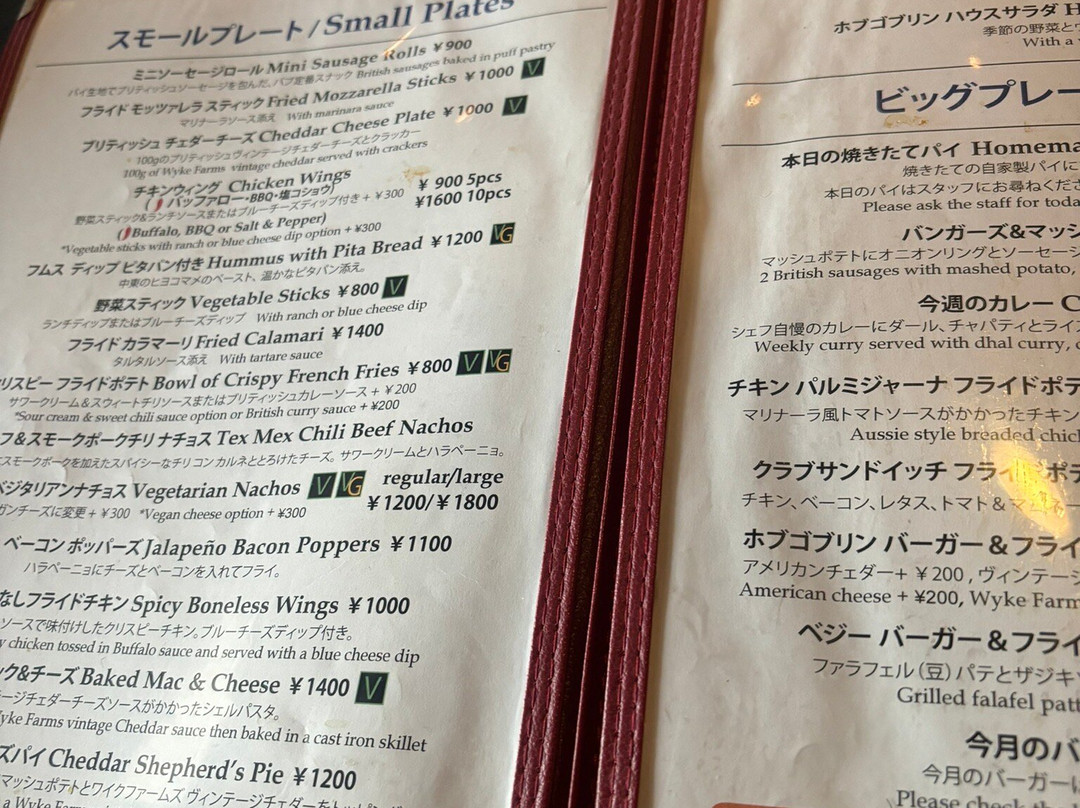 スモールプレート/Small Plates
ミニソーセージロール Mini Sausage Rolls ¥900
パイ生地でブリティッシュソーセージを包んだ、パブ定番スナック British sausages baked in puff pastry
フライド モッツァレラ スティック Fried Mozzarella Sticks ¥1000 V
マリナーラソース添え With marinara sauce
ブリティッシュ チェダーチーズ Cheddar Cheese Plate ¥1000 V
100gのブリティッシュヴィンテージチェダーチーズとクラッカー
100g of Wyke Farms vintage cheddar served with crackers
チキンウィング Chicken Wings ¥ 900 5pcs
(バッファロー・BBQ・塩コショウ) ¥1600 10pcs
野菜スティック&ランチソースまたはブルーチーズディップ付き + ¥300
(Buffalo, BBQ or Salt & Pepper)
*Vegetable sticks with ranch or blue cheese dip option + ¥300
フムス ディップ ピタパン付き Hummus with Pita Bread ¥1200 VG
中東のヒヨコマメのペースト、温かなピタパン添え。
野菜スティック Vegetable Sticks ¥800 V
ランチディップまたはブルーチーズディップ With ranch or blue cheese dip
フライド カラマーリ Fried Calamari ¥1400
タルタルソース添え With tartare sauce
リスピー フライドポテト Bowl of Crispy French Fries ¥800 V VG
サワークリーム&スウィートチリソースまたはブリティッシュカレーソース + ¥200
*Sour cream & sweet chili sauce option or British curry sauce + ¥200
フ&スモークポークチリ ナチョス Tex Mex Chili Beef Nachos
スモークポークを加えたスパイシーなチリ コン カルネととろけたチーズ。サワークリームとハラペーニョ。
ベジタリアンナチョス Vegetarian Nachos V VG regular/large
ガンチーズに変更 + ¥300 *Vegan cheese option + ¥300 ¥1200/¥1800
ベーコン ポッパーズ Jalapeño Bacon Poppers ¥1100
ハラペーニョにチーズとベーコンを入れてフライ。
なしフライドチキン Spicy Boneless Wings ¥1000
ソースで味付けしたクリスピーチキン。ブルーチーズディップ付き。
y chicken tossed in Buffalo sauce and served with a blue cheese dip
ック&チーズ Baked Mac & Cheese ¥1400 V
ージチェダーチーズソースがかかったシェルパスタ。
Wyke Farms vintage Cheddar sauce then baked in a cast iron skillet
ズパイ Cheddar Shepherd's Pie ¥1200
マッシュポテトとワイクファームズ ヴィンテージチェダーを
ホブゴブリン ハウスサラダ H
季節の野菜と
With a
ビッグプレー
本日の焼きたてパイ Homema
焼きたての自家製パイに
本日のパイはスタッフにお尋ねくださ
Please ask the staff for toda
バンガーズ&マッシ
マッシュポテトにオニオンリングとソーセー
2 British sausages with mashed potato,
今週のカレー C
シェフ自慢のカレーにダール、チャパティとライ
Weekly curry served with dhal curry,
チキン パルミジャーナ フライドポテ
マリナーラ風トマトソースがかかったチキン
Aussie style breaded chic
クラブサンドイッチ フライドポテ
チキン、ベーコン、レタス、トマト&
ホブゴブリン バーガー&フライ
アメリカンチェダー+ ¥200, ヴィンテー
American cheese + ¥200, Wyke Farm
ベジー バーガー&フライ
ファラフェル(豆)パテとザジキ
Grilled falafel patt
今月のバ
今月のバーガーに
Please check